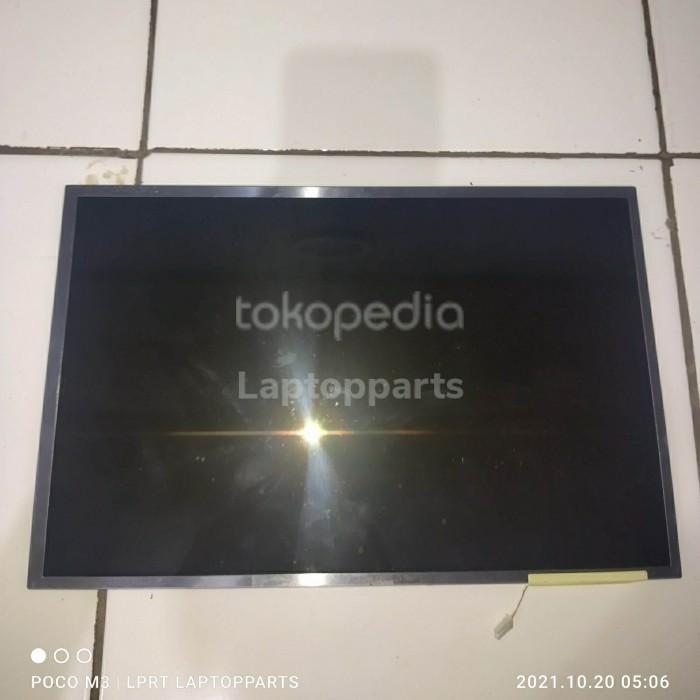 tokopedia
Laptopparts
POCO M3 | LPRT LAPTOPPARTS
2021.10.20 05:06